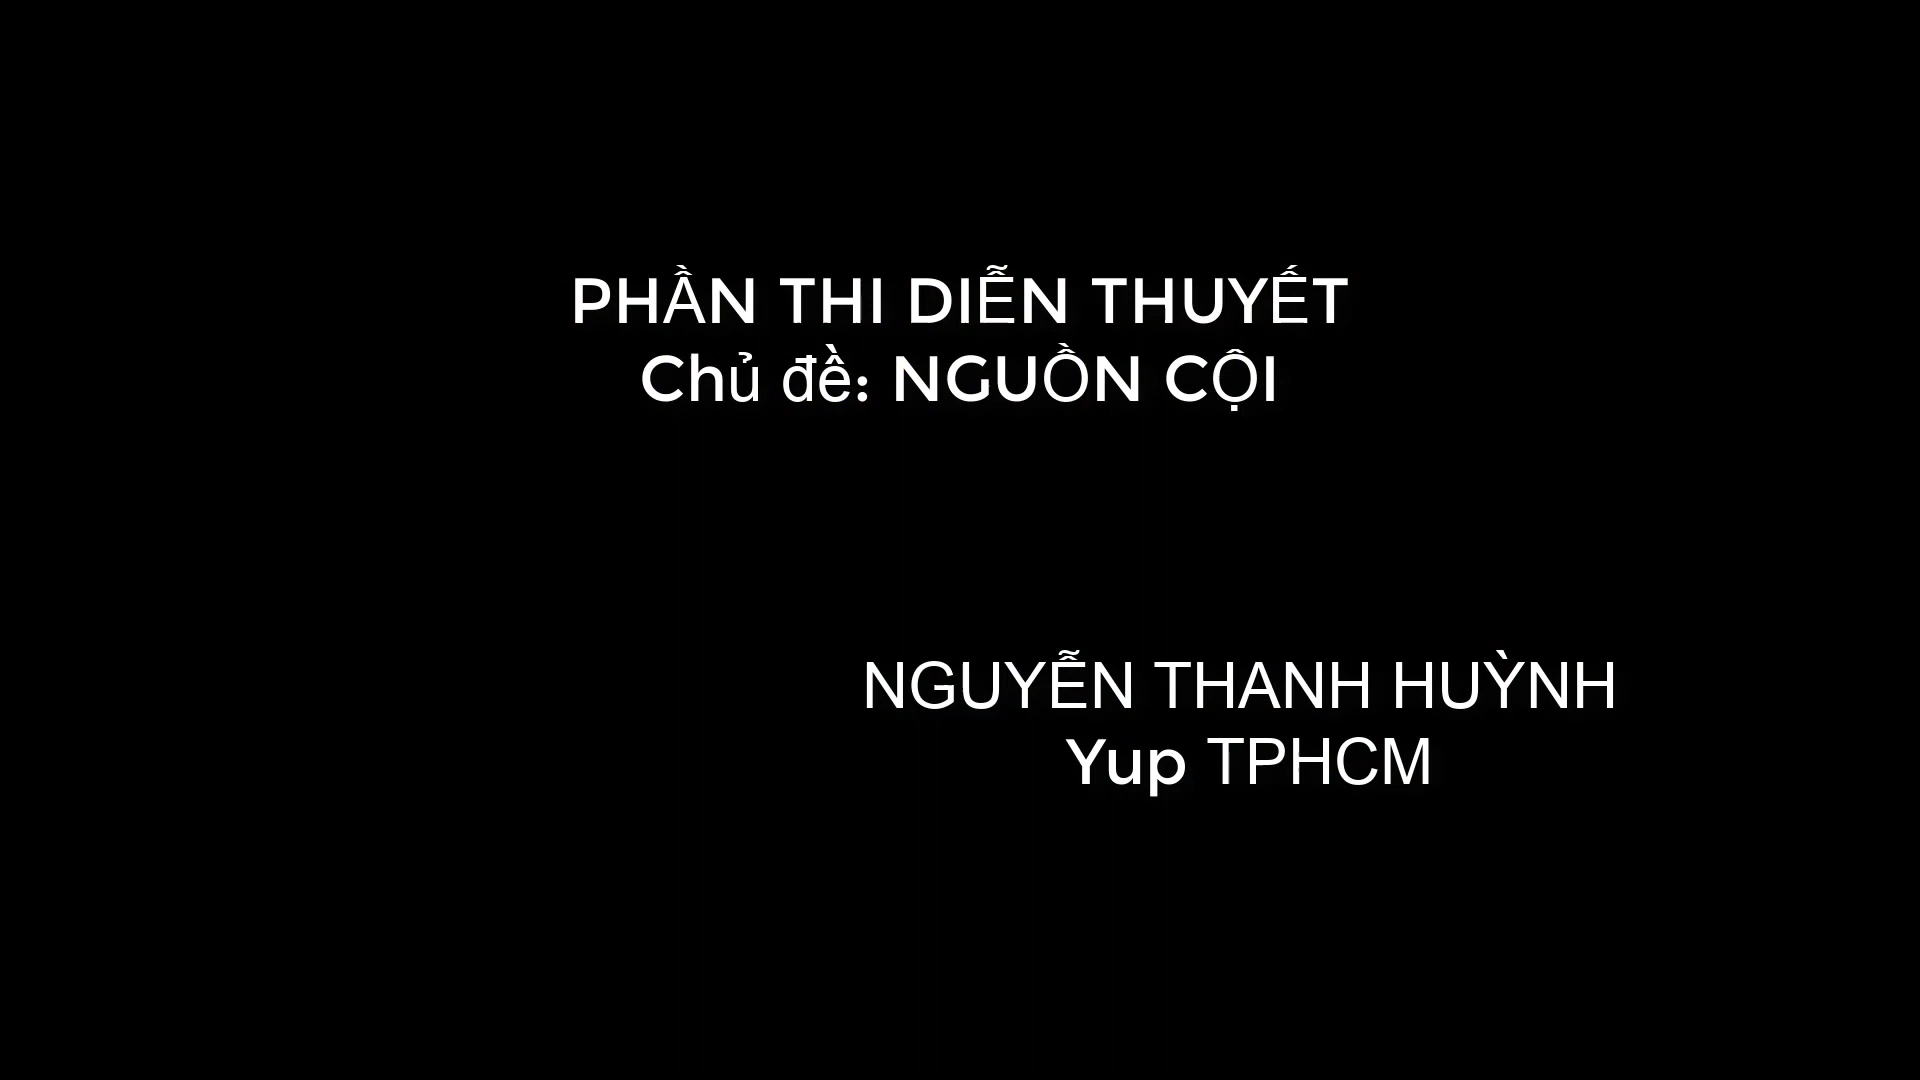 PHẦN THI DIỄN THUYẾT
Chủ đề: NGUỒN CỘI
NGUYỄN THANH HUỲNH
Yup TPHCM